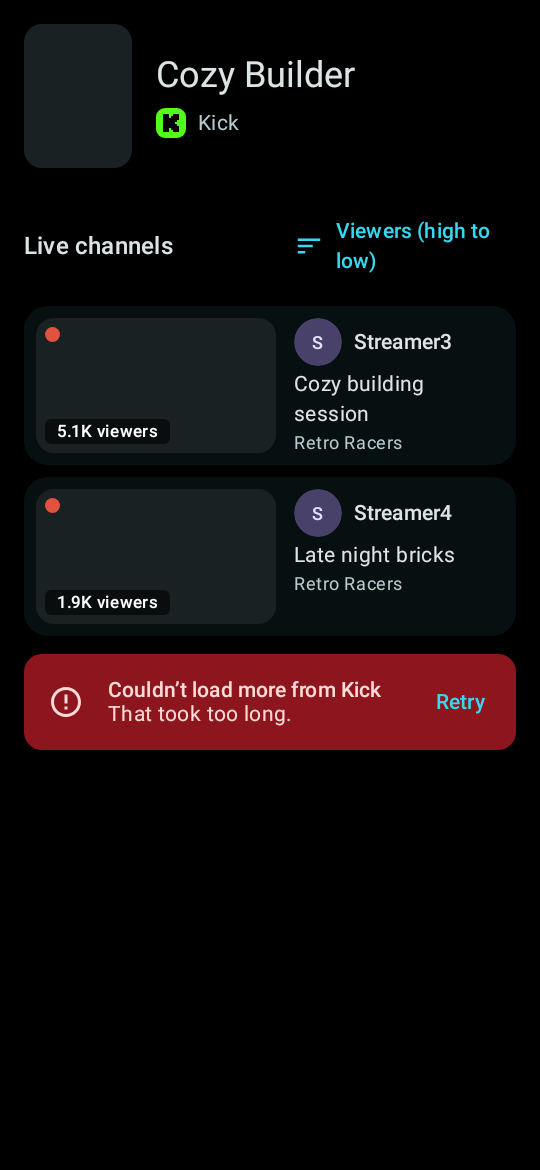 Cozy Builder
Kick
Live channels
Viewers (high to
low)
5.1K viewers
S
Streamer3
Cozy building
session
Retro Racers
1.9K viewers
S
Streamer4
Late night bricks
Retro Racers
Couldn’t load more from Kick
That took too long.
Retry